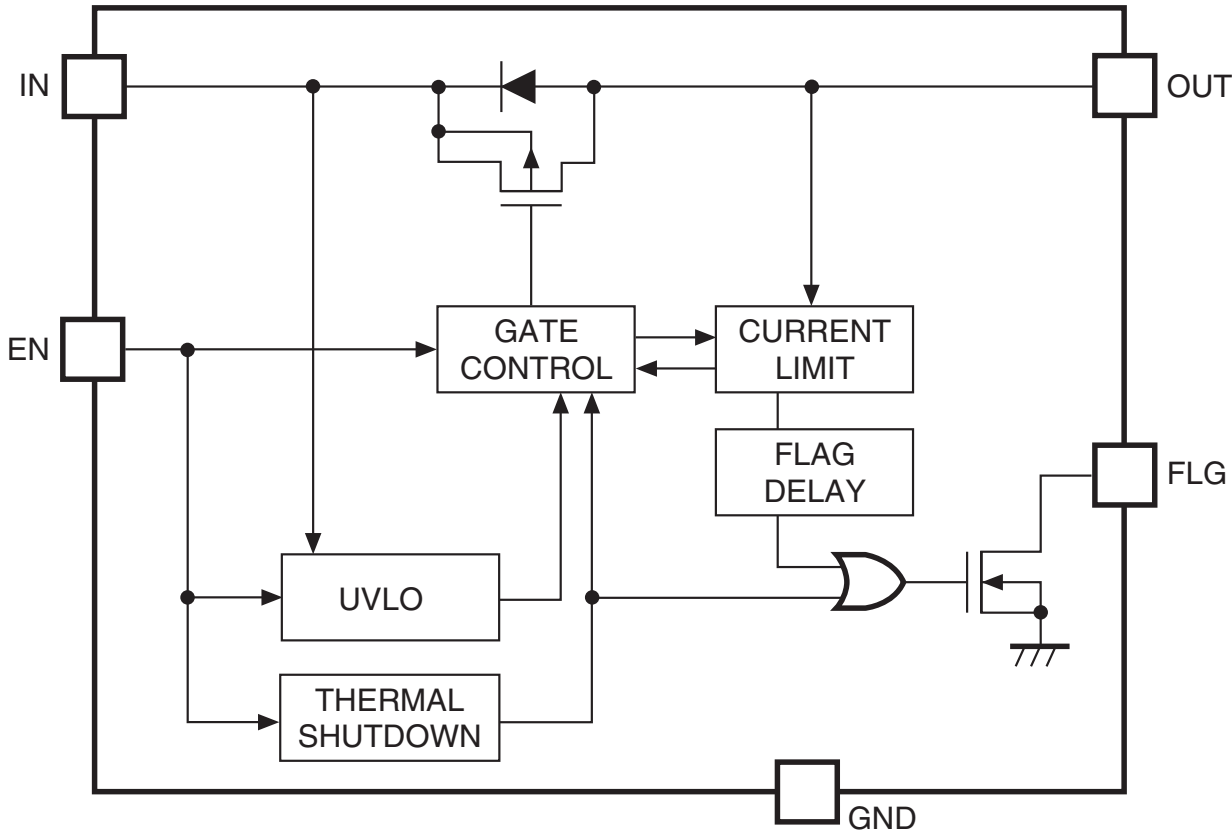 IN
OUT
EN
GATE
CONTROL
CURRENT
LIMIT
FLAG
DELAY
FLG
UVLO
THERMAL
SHUTDOWN
GND